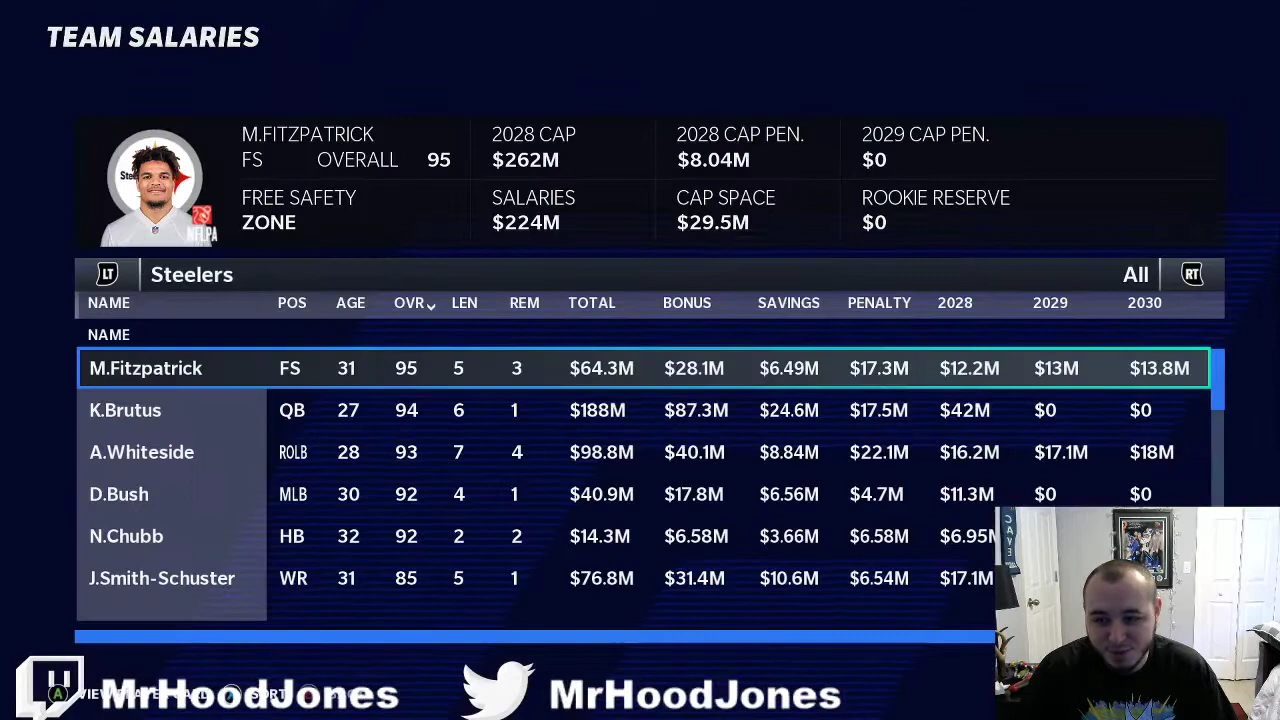 TEAM SALARIES
M.FITZPATRICK
FS OVERALL 95
FREE SAFETY
ZONE
2028 CAP
$262M
SALARIES
$224M
2028 CAP PEN.
$8.04M
CAP SPACE
$29.5M
2029 CAP PEN.
$0
ROOKIE RESERVE
$0
LT Steelers All RT
NAME POS AGE OVR LEN REM TOTAL BONUS SAVINGS PENALTY 2028 2029 2030
NAME
M.Fitzpatrick FS 31 95 5 3 $64.3M $28.1M $6.49M $17.3M $12.2M $13M $13.8M
K.Brutus QB 27 94 6 1 $188M $87.3M $24.6M $17.5M $42M $0 $0
A.Whiteside ROLB 28 93 7 4 $98.8M $40.1M $8.84M $22.1M $16.2M $17.1M $18M
D.Bush MLB 30 92 4 1 $40.9M $17.8M $6.56M $4.7M $11.3M $0 $0
N.Chubb HB 32 92 2 2 $14.3M $6.58M $3.66M $6.58M $6.95M
J.Smith-Schuster WR 31 85 5 1 $76.8M $31.4M $10.6M $6.54M $17.1M
MrHoodJones MrHoodJones